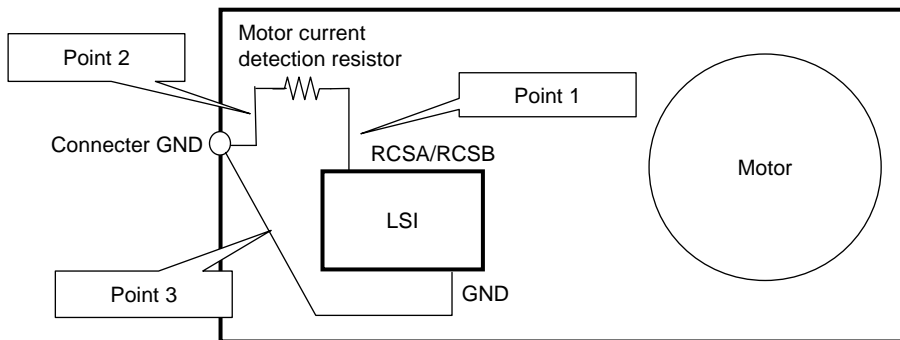 Motor current
detection resistor
Point 2
Point 1
Connecter GND
RCSA/RCSB
Motor
LSI
Point 3
GND